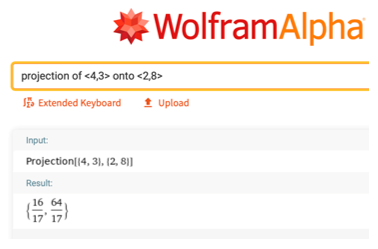 WolframAlpha
projection of <4,3> onto <2,8>
Extended Keyboard Upload
Input:
Projection[{4, 3}, {2, 8}]
Result:
{16/17, 64/17}